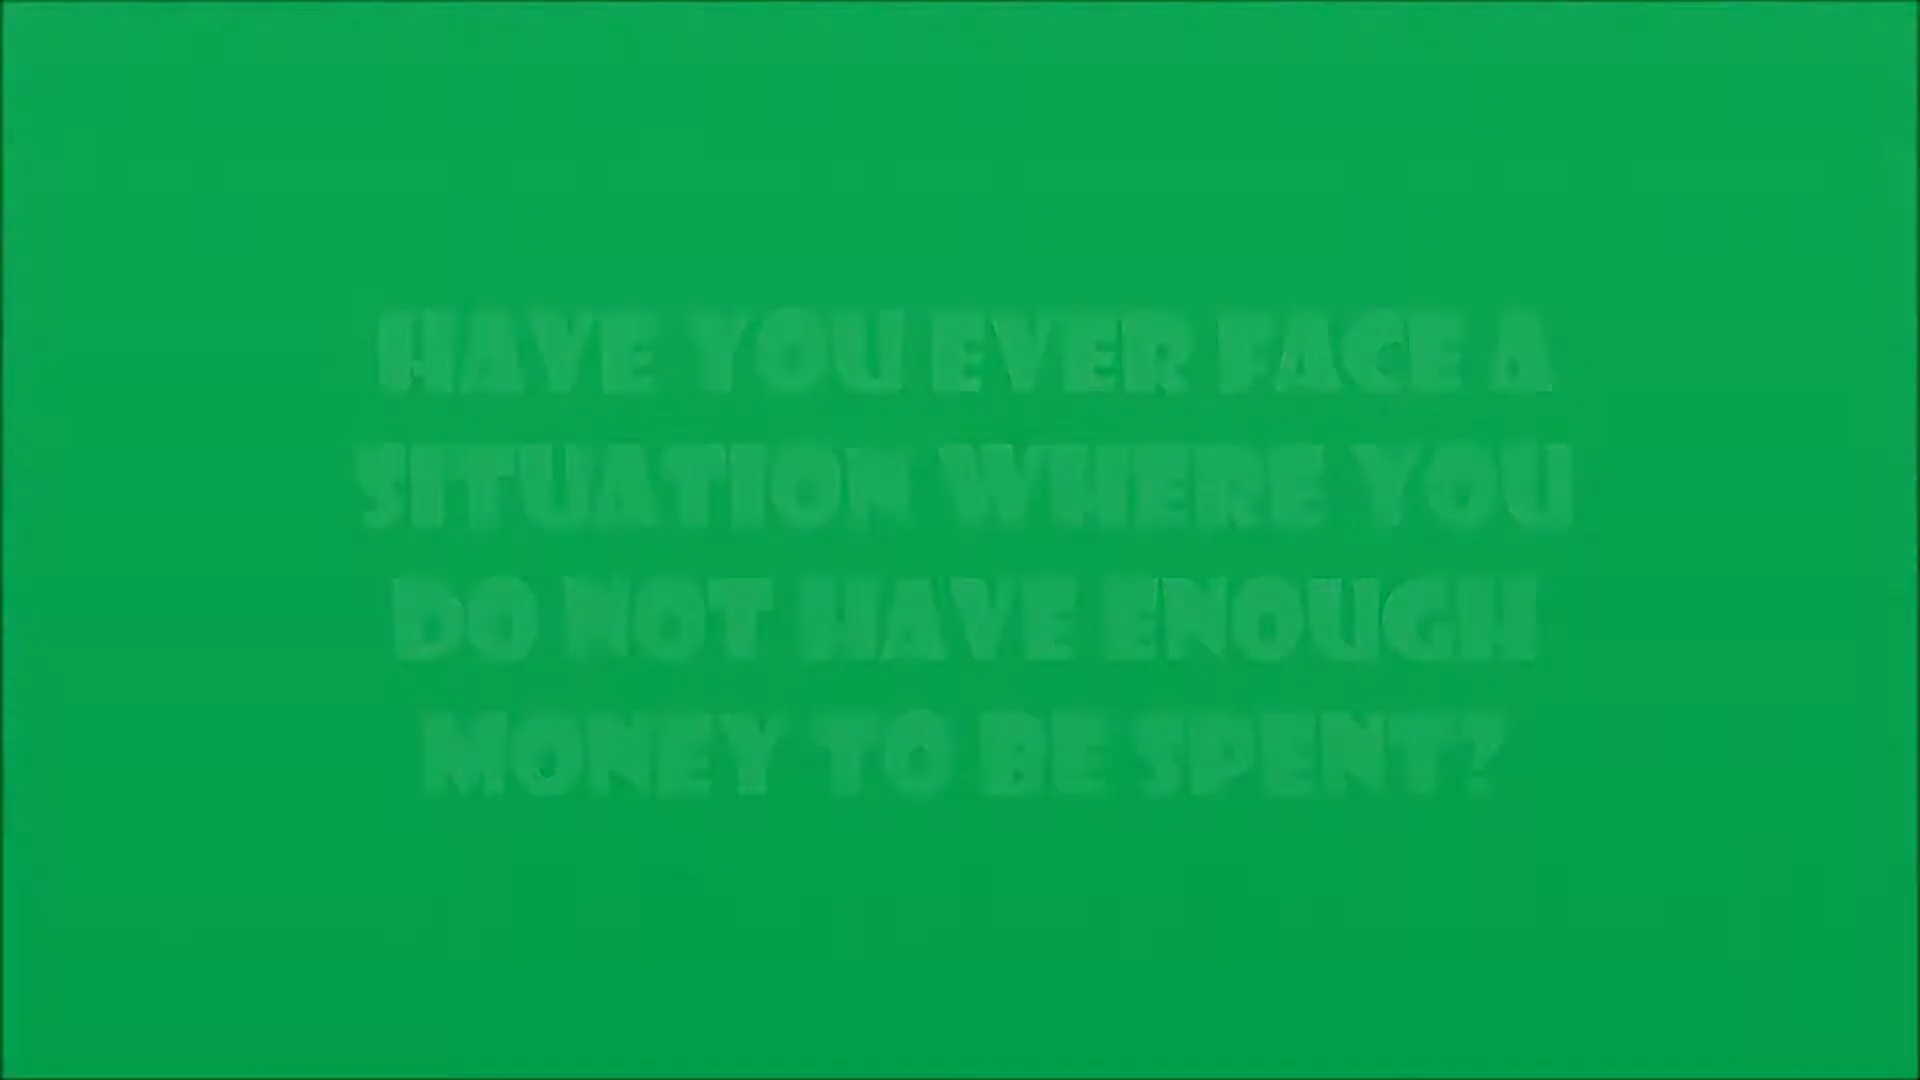 HAVE YOU EVER FACE A
SITUATION WHERE YOU
DO NOT HAVE ENOUGH
MONEY TO BE SPENT?